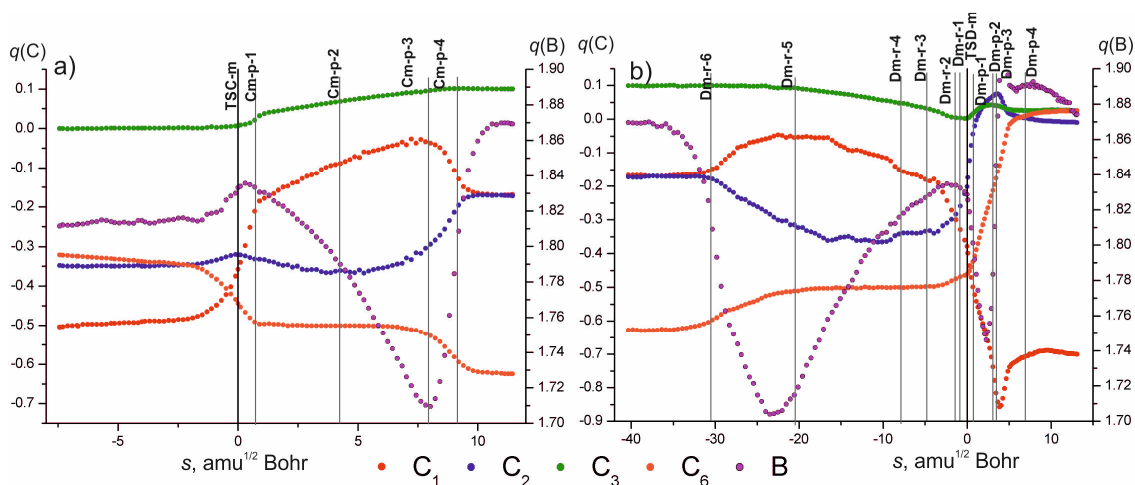 q(C)
a)
TSC-m
Cm-p-1
Cm-p-2
Cm-p-3
Cm-p-4
q(B)
0.1
0.0
-0.1
-0.2
-0.3
-0.4
-0.5
-0.6
-0.7
1.90
1.88
1.86
1.84
1.82
1.80
1.78
1.76
1.74
1.72
1.70
-5
0
5
10
s, amu1/2 Bohr
q(C)
b)
Dm-r-6
Dm-r-5
Dm-r-4
Dm-r-3
Dm-r-2
Dm-r-1
TSD-m
Dm-p-1
Dm-p-2
Dm-p-3
Dm-p-4
q(B)
0.1
0.0
-0.1
-0.2
-0.3
-0.4
-0.5
-0.6
-0.7
-0.8
-0.9
1.90
1.88
1.86
1.84
1.82
1.80
1.78
1.76
1.74
1.72
1.70
-40
-30
-20
-10
0
10
s, amu1/2 Bohr
C1
C2
C3
C6
B